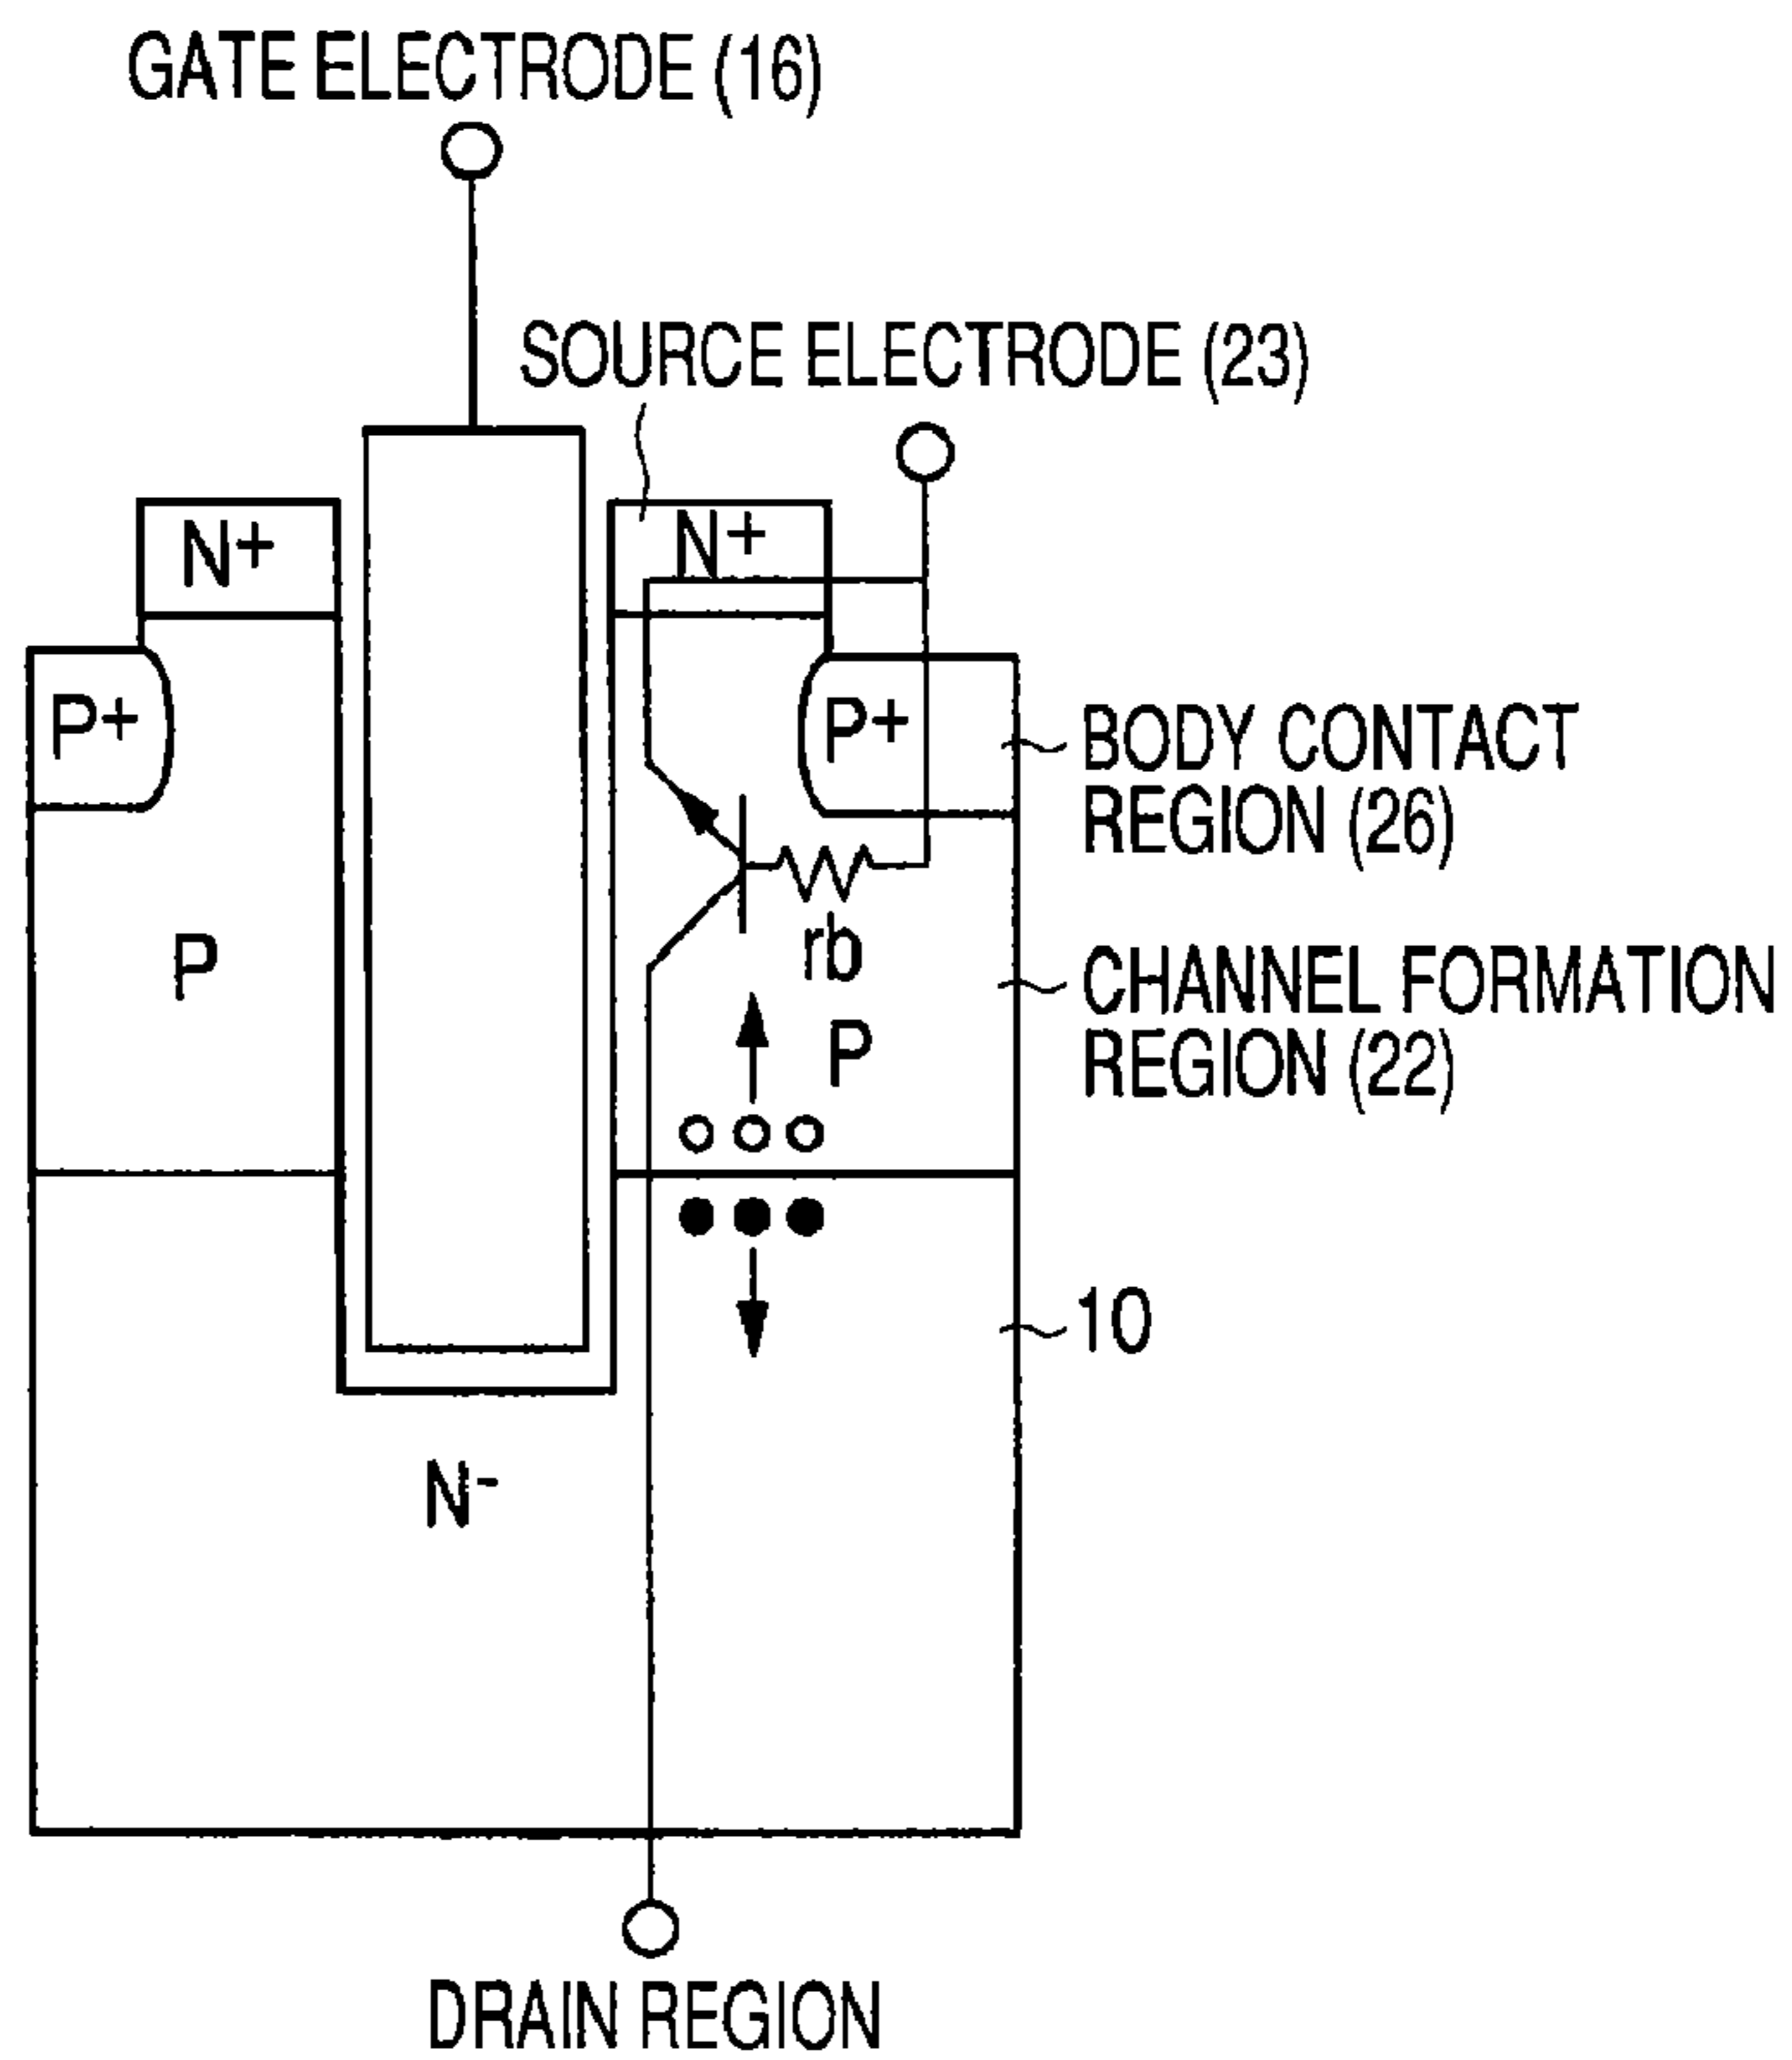 GATE ELECTRODE (16)
SOURCE ELECTRODE (23)
N+
N+
P+
P+
BODY CONTACT
REGION (26)
rb
P
CHANNEL FORMATION
REGION (22)
P
10
N-
DRAIN REGION